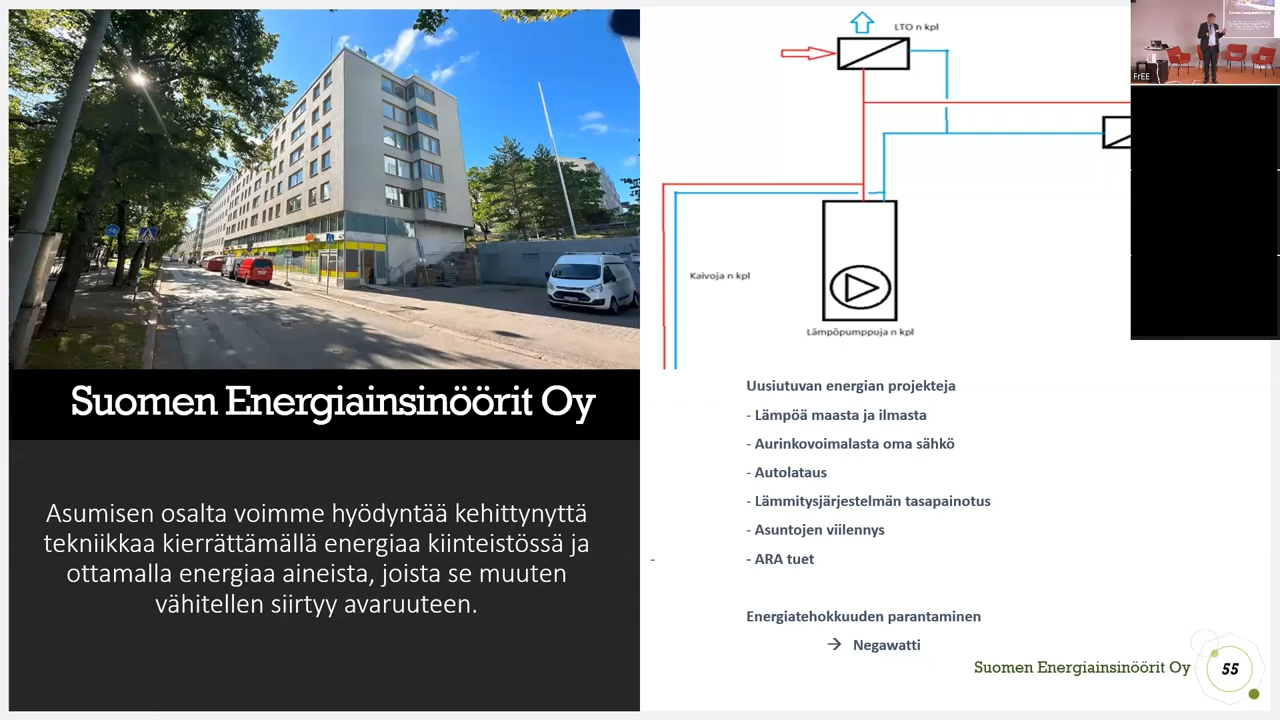 LTO n kpl
FrEE
Kaivoja n kpl
Lämpöpumppuja n kpl
Suomen Energiainsinöörit Oy
Asumisen osalta voimme hyödyntää kehittynyttä
tekniikkaa kierrättämällä energiaa kiinteistössä ja
ottamalla energiaa aineista, joista se muuten
vähitellen siirtyy avaruuteen.
Uusiutuvan energian projekteja
- Lämpöä maasta ja ilmasta
- Aurinkovoimalasta oma sähkö
- Autolataus
- Lämmitysjärjestelmän tasapainotus
- Asuntojen viilennys
- - ARA tuet
Energiatehokkuuden parantaminen
→ Negawatti
Suomen Energiainsinöörit Oy
55